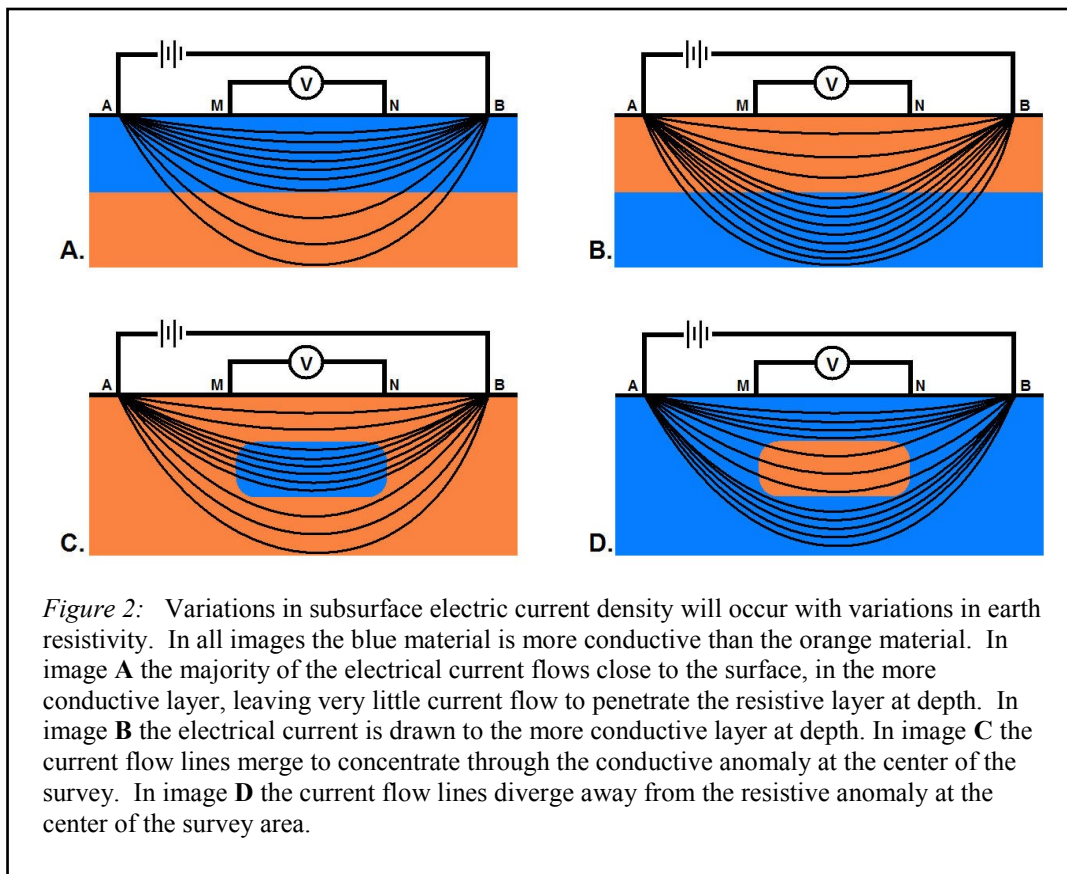 A M V N B
A.
A M V N B
B.
A M V N B
C.
A M V N B
D.
Figure 2: Variations in subsurface electric current density will occur with variations in earth
resistivity. In all images the blue material is more conductive than the orange material. In
image A the majority of the electrical current flows close to the surface, in the more
conductive layer, leaving very little current flow to penetrate the resistive layer at depth. In
image B the electrical current is drawn to the more conductive layer at depth. In image C the
current flow lines merge to concentrate through the conductive anomaly at the center of the
survey. In image D the current flow lines diverge away from the resistive anomaly at the
center of the survey area.